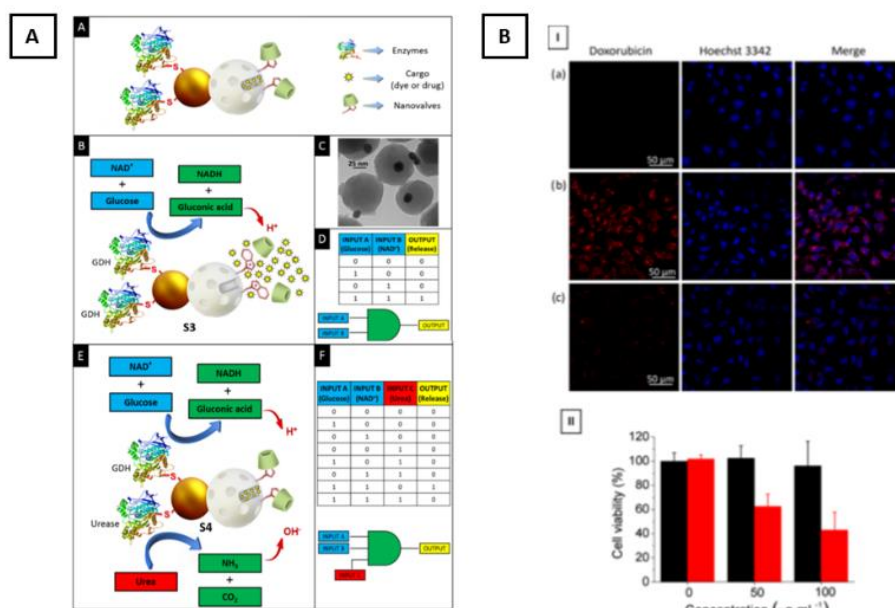 A
A
Enzymes
Cargo
(dye or drug)
Nanovalves
S
S
B
NAD⁺
+
Glucose
NADH
+
Gluconic acid
H⁺
GDH
GDH
S
S
S3
C
25 nm
D
INPUT A INPUT B OUTPUT
(Glucose) (NAD⁺) (Release)
0 0 0
1 0 0
0 1 0
1 1 1
INPUT A
INPUT B
OUTPUT
E
NAD⁺
+
Glucose
NADH
+
Gluconic acid
H⁺
GDH
Urease
S
S
S4
OH⁻
Urea
NH₃
+
CO₂
F
INPUT A INPUT B INPUT C OUTPUT
(Glucose) (NAD⁺) (Urea) (Release)
0 0 0 0
1 0 0 0
0 1 0 0
0 0 1 0
1 0 1 0
0 1 1 0
1 1 0 1
1 1 1 0
INPUT A
INPUT B
OUTPUT
B
I
Doxorubicin Hoechst 3342 Merge
(a)
50 µm
(b)
50 µm
(c)
50 µm
II
Cell viability (%)
120
100
80
60
40
20
0
0 50 100